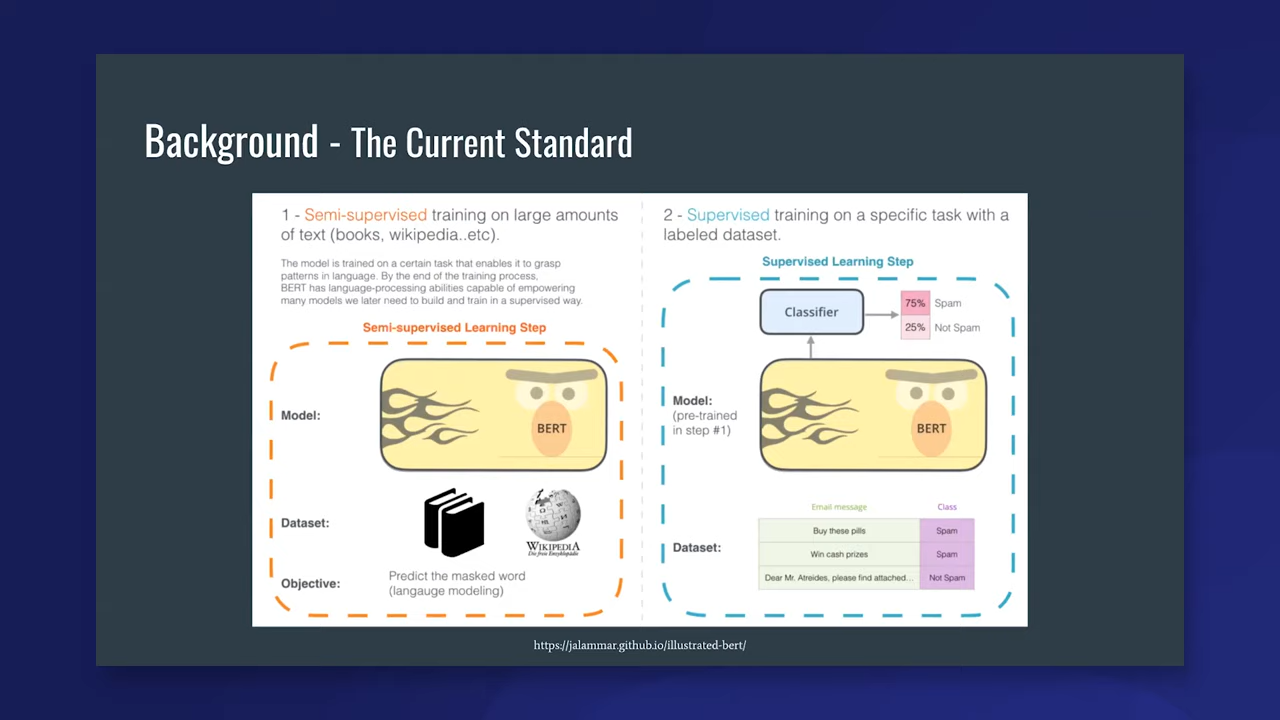 Background - The Current Standard
1 - Semi-supervised training on large amounts
of text (books, wikipedia..etc).
The model is trained on a certain task that enables it to grasp
patterns in language. By the end of the training process,
BERT has language-processing abilities capable of empowering
many models we later need to build and train in a supervised way.
Semi-supervised Learning Step
Model:
BERT
Dataset:
WIKIPEDIA
Die freie Enzyklopädie
Objective:
Predict the masked word
(langauge modeling)
2 - Supervised training on a specific task with a
labeled dataset.
Supervised Learning Step
Classifier
75% Spam
25% Not Spam
Model:
(pre-trained
in step #1)
BERT
Dataset:
Email message Class
Buy these pills Spam
Win cash prizes Spam
Dear Mr. Atreides, please find attached... Not Spam
https://jalammar.github.io/illustrated-bert/